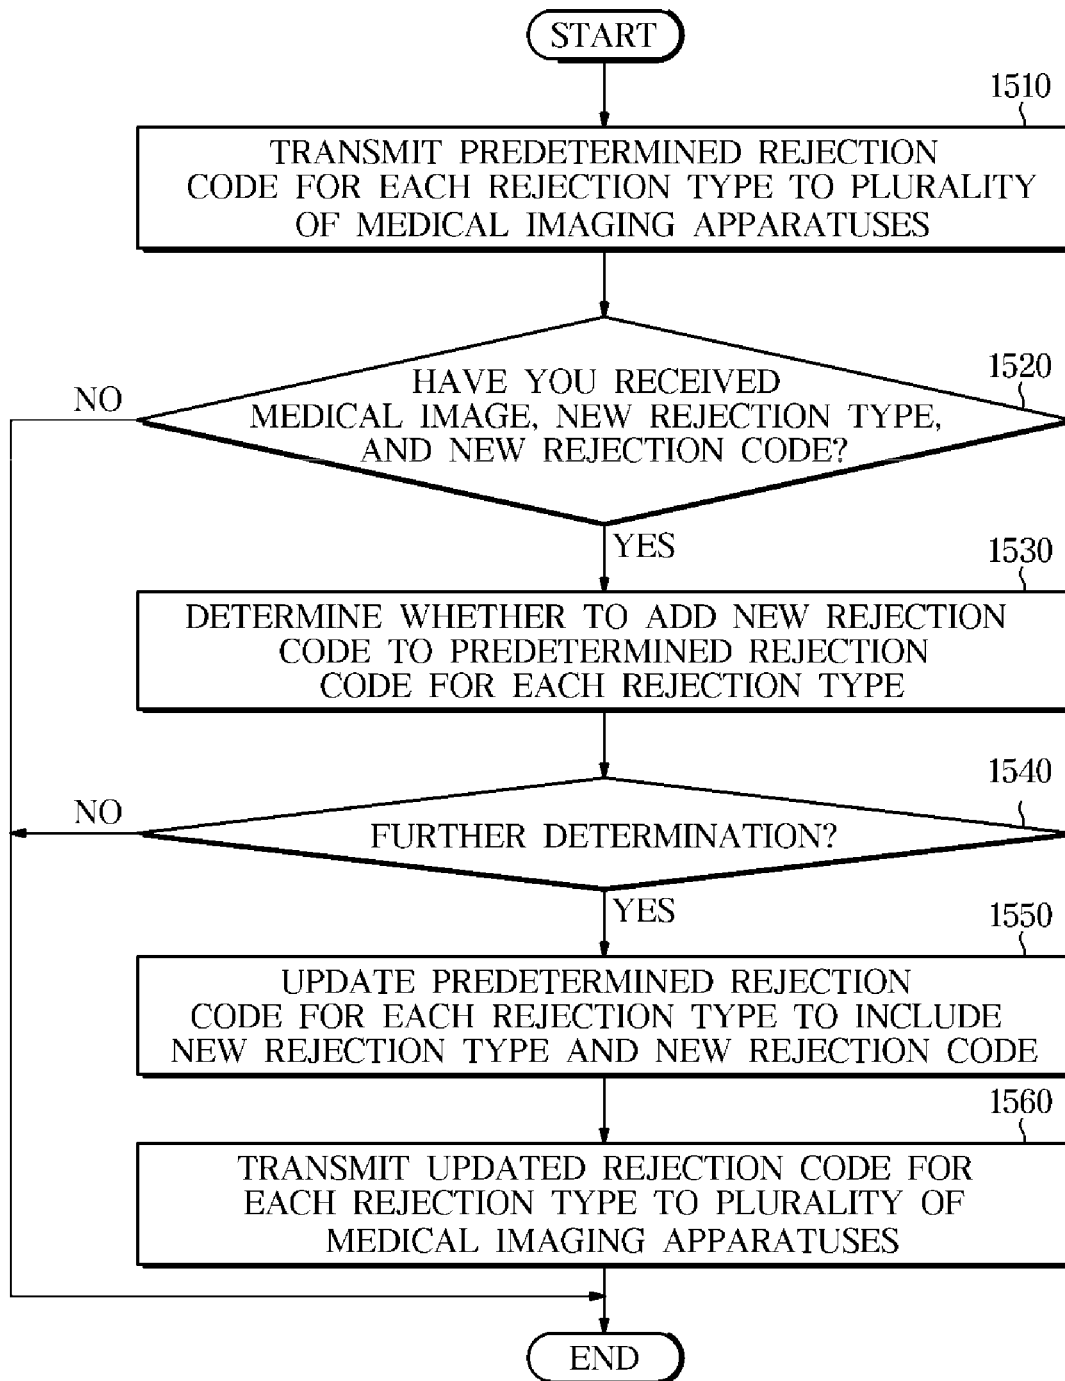 START
1510
TRANSMIT PREDETERMINED REJECTION
CODE FOR EACH REJECTION TYPE TO PLURALITY
OF MEDICAL IMAGING APPARATUSES
1520
NO
HAVE YOU RECEIVED
MEDICAL IMAGE, NEW REJECTION TYPE,
AND NEW REJECTION CODE?
YES
1530
DETERMINE WHETHER TO ADD NEW REJECTION
CODE TO PREDETERMINED REJECTION
CODE FOR EACH REJECTION TYPE
1540
NO
FURTHER DETERMINATION?
YES
1550
UPDATE PREDETERMINED REJECTION
CODE FOR EACH REJECTION TYPE TO INCLUDE
NEW REJECTION TYPE AND NEW REJECTION CODE
1560
TRANSMIT UPDATED REJECTION CODE FOR
EACH REJECTION TYPE TO PLURALITY OF
MEDICAL IMAGING APPARATUSES
END